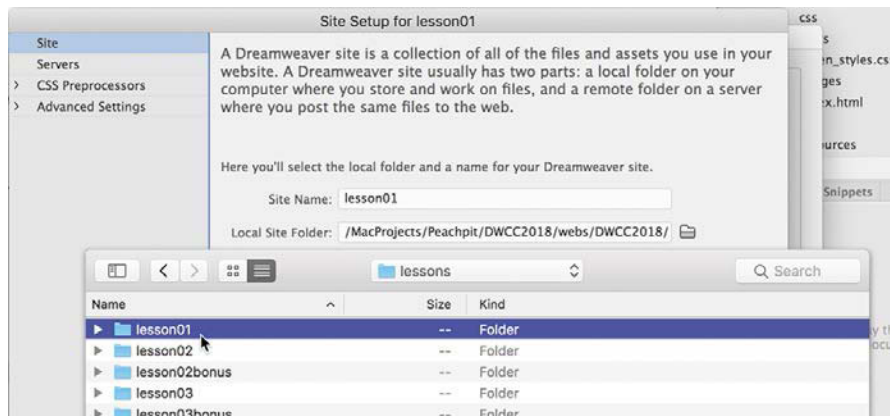 Site Setup for lesson01
css
Site
Servers
CSS Preprocessors
Advanced Settings
A Dreamweaver site is a collection of all of the files and assets you use in your
website. A Dreamweaver site usually has two parts: a local folder on your
computer where you store and work on files, and a remote folder on a server
where you post the same files to the web.
Here you'll select the local folder and a name for your Dreamweaver site.
Site Name: lesson01
Local Site Folder: /MacProjects/Peachpit/DWCC2018/webs/DWCC2018/
Snippets
lessons
Search
Name Size Kind
lesson01 -- Folder
lesson02 -- Folder
lesson02bonus -- Folder
lesson03 -- Folder
lesson03bonus -- Folder